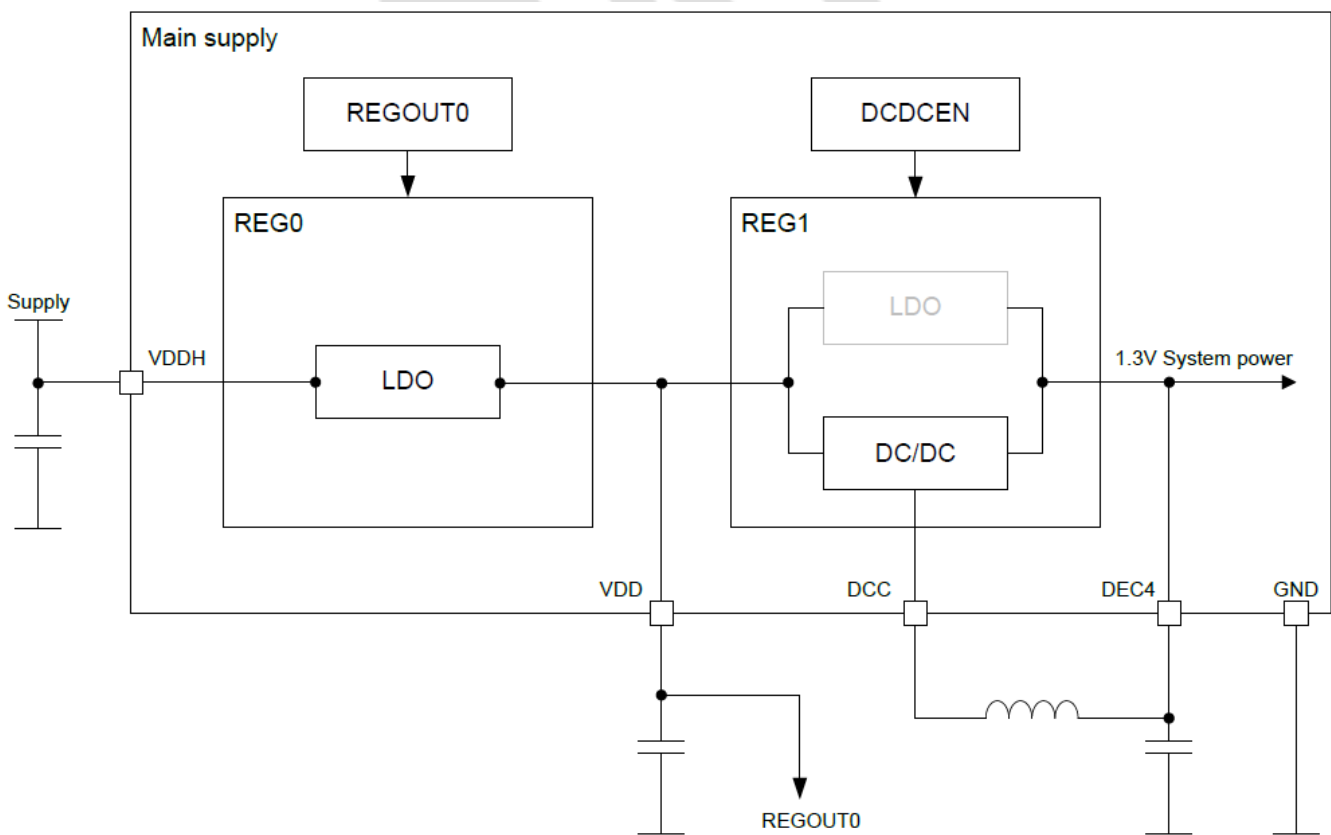 Main supply
REGOUT0
DCDCEN
REG0
REG1
Supply
LDO
VDDH
LDO
1.3V System power
DC/DC
VDD
DCC
DEC4
GND
REGOUT0